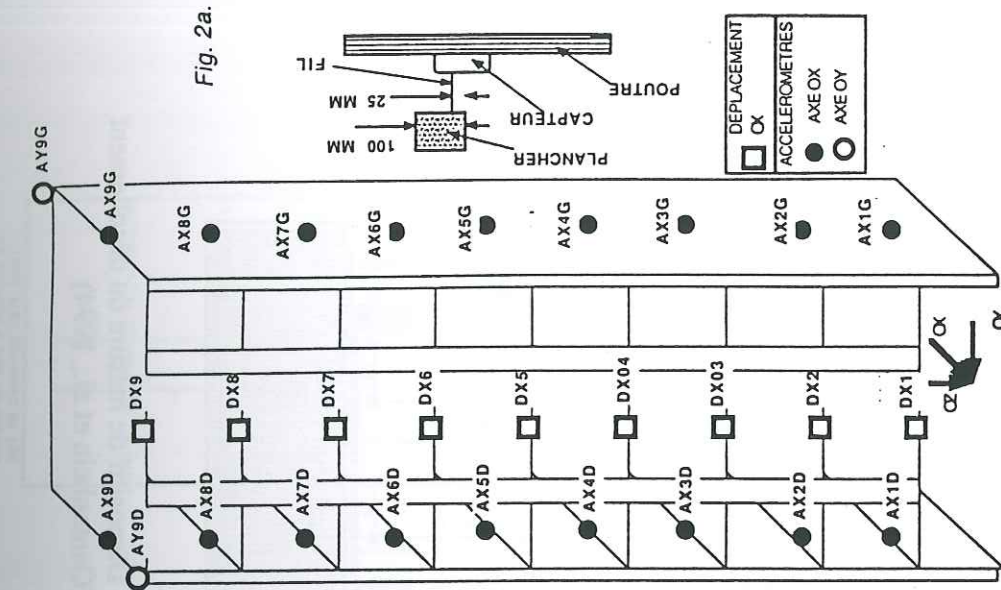 Fig. 2a.
FIL
25 MM
100 MM
CAPTEUR
PLANCHER
POUTRE
DEPLACEMENT
OX
ACCELEROMETRES
AXE OX
AXE OY
AY9G
AX9G
AX8G
AX7G
AX6G
AX5G
AX4G
AX3G
AX2G
AX1G
DX9
DX8
DX7
DX6
DX5
DX04
DX03
DX2
DX1
AX9D
AY9D
AX8D
AX7D
AX6D
AX5D
AX4D
AX3D
AX2D
AX1D
OX
OZ